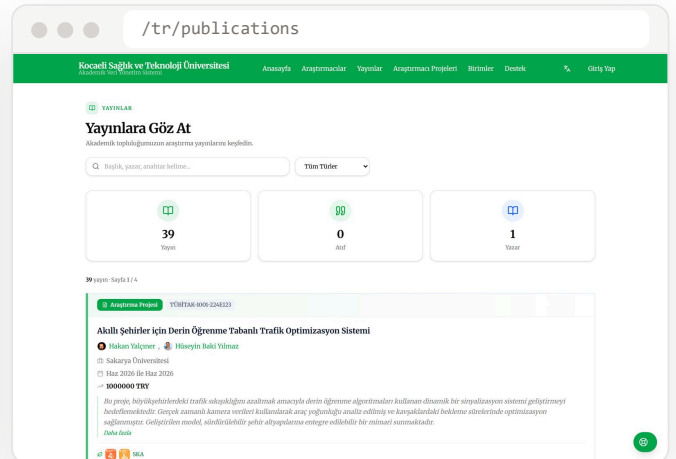 /tr/publications
Kocaeli Sağlık ve Teknoloji Üniversitesi
Akademik Veri Yönetim Sistemi
Anasayfa Araştırmacılar Yayınlar Araştırmacı Projeleri Birimler Destek Giriş Yap
YAYINLAR
Yayınlara Göz At
Akademik topluluğumuzun araştırma yayınlarını keşfedin.
Başlık, yazar, anahtar kelime... Tüm Türler
39 0 1
Yayın Atıf Yazar
39 yayın · Sayfa 1 / 4
Araştırma Projesi TÜBİTAK-1001-224E123
Akıllı Şehirler için Derin Öğrenme Tabanlı Trafik Optimizasyon Sistemi
Hakan Yalçıner , Hüseyin Baki Yılmaz
Sakarya Üniversitesi
Haz 2026 ile Haz 2026
1000000 TRY
Bu proje, büyükşehirlerdeki trafik sıkışıklığını azaltmak amacıyla derin öğrenme algoritmaları kullanan dinamik bir sinyalizasyon sistemi geliştirmeyi
hedeflemektedir. Gerçek zamanlı kamera verileri kullanılarak araç yoğunluğu analiz edilmiş ve kavşaklardaki bekleme sürelerinde optimizasyon
sağlanmıştır. Geliştirilen model, sürdürülebilir şehir altyapılarına entegre edilebilir bir mimari sunmaktadır.
Daha fazla
SKA